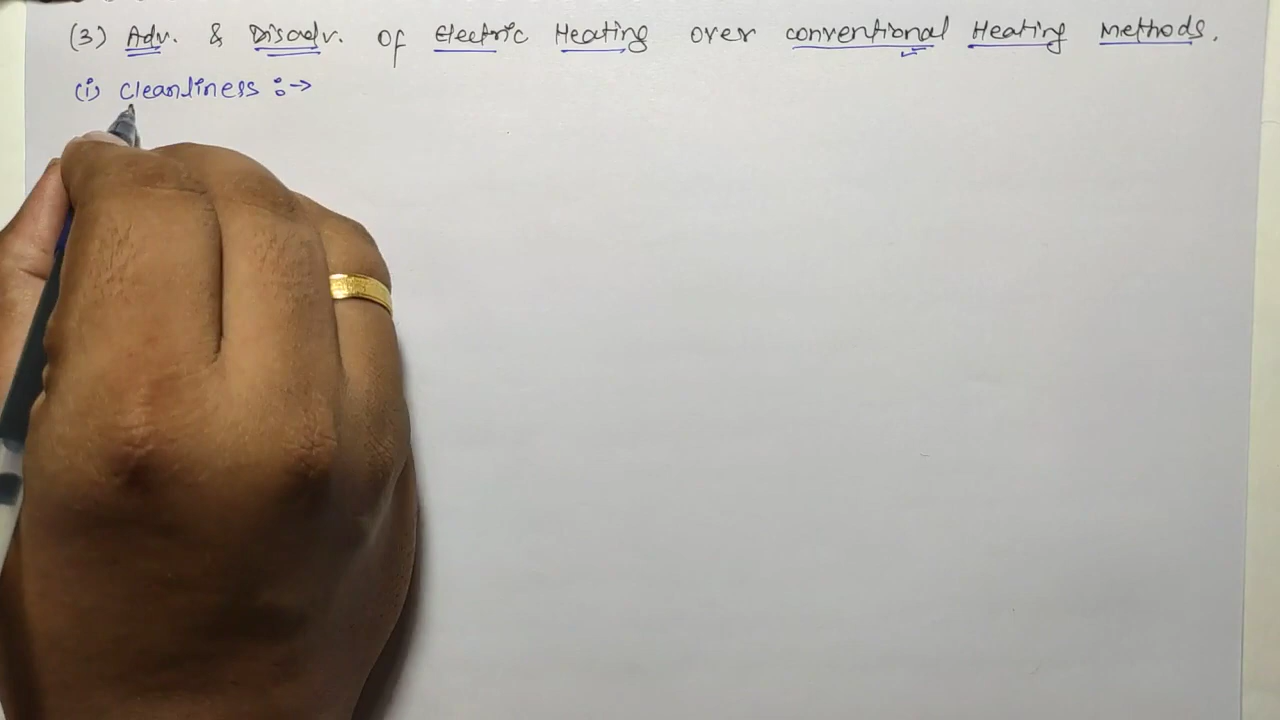 (3) Adv. & Disadv. of Electric Heating over conventional Heating Methods.
(i) Cleanliness :→